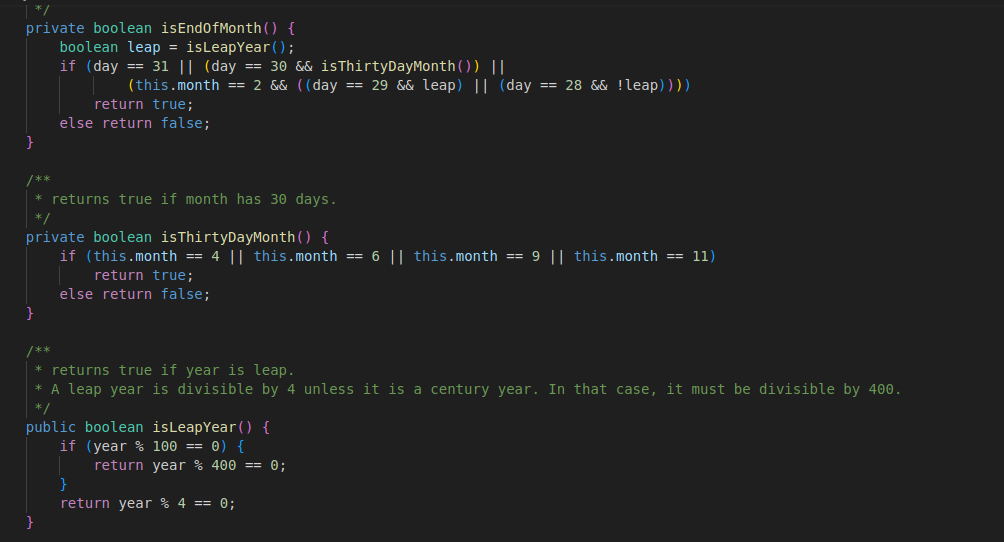 */
private boolean isEndOfMonth() {
    boolean leap = isLeapYear();
    if (day == 31 || (day == 30 && isThirtyDayMonth()) ||
            (this.month == 2 && ((day == 29 && leap) || (day == 28 && !leap))))
        return true;
    else return false;
}

/**
 * returns true if month has 30 days.
 */
private boolean isThirtyDayMonth() {
    if (this.month == 4 || this.month == 6 || this.month == 9 || this.month == 11)
        return true;
    else return false;
}

/**
 * returns true if year is leap.
 * A leap year is divisible by 4 unless it is a century year. In that case, it must be divisible by 400.
 */
public boolean isLeapYear() {
    if (year % 100 == 0) {
        return year % 400 == 0;
    }
    return year % 4 == 0;
}